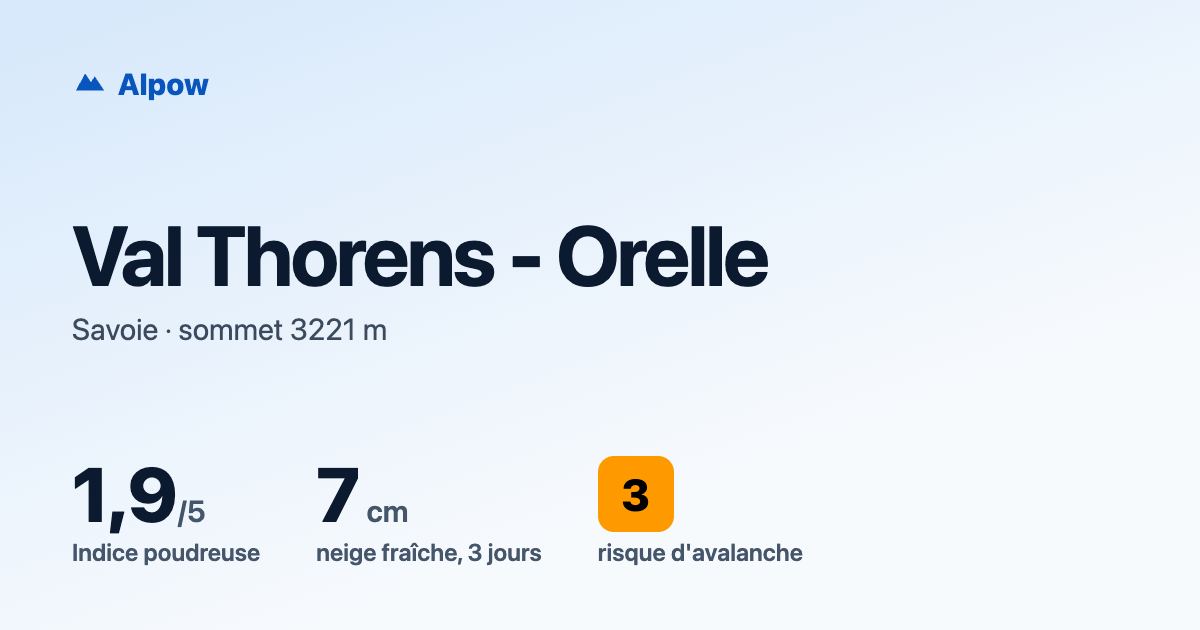 Alpow
Val Thorens - Orelle
Savoie · sommet 3221 m
1,9/5
Indice poudreuse
7 cm
neige fraîche, 3 jours
3
risque d'avalanche